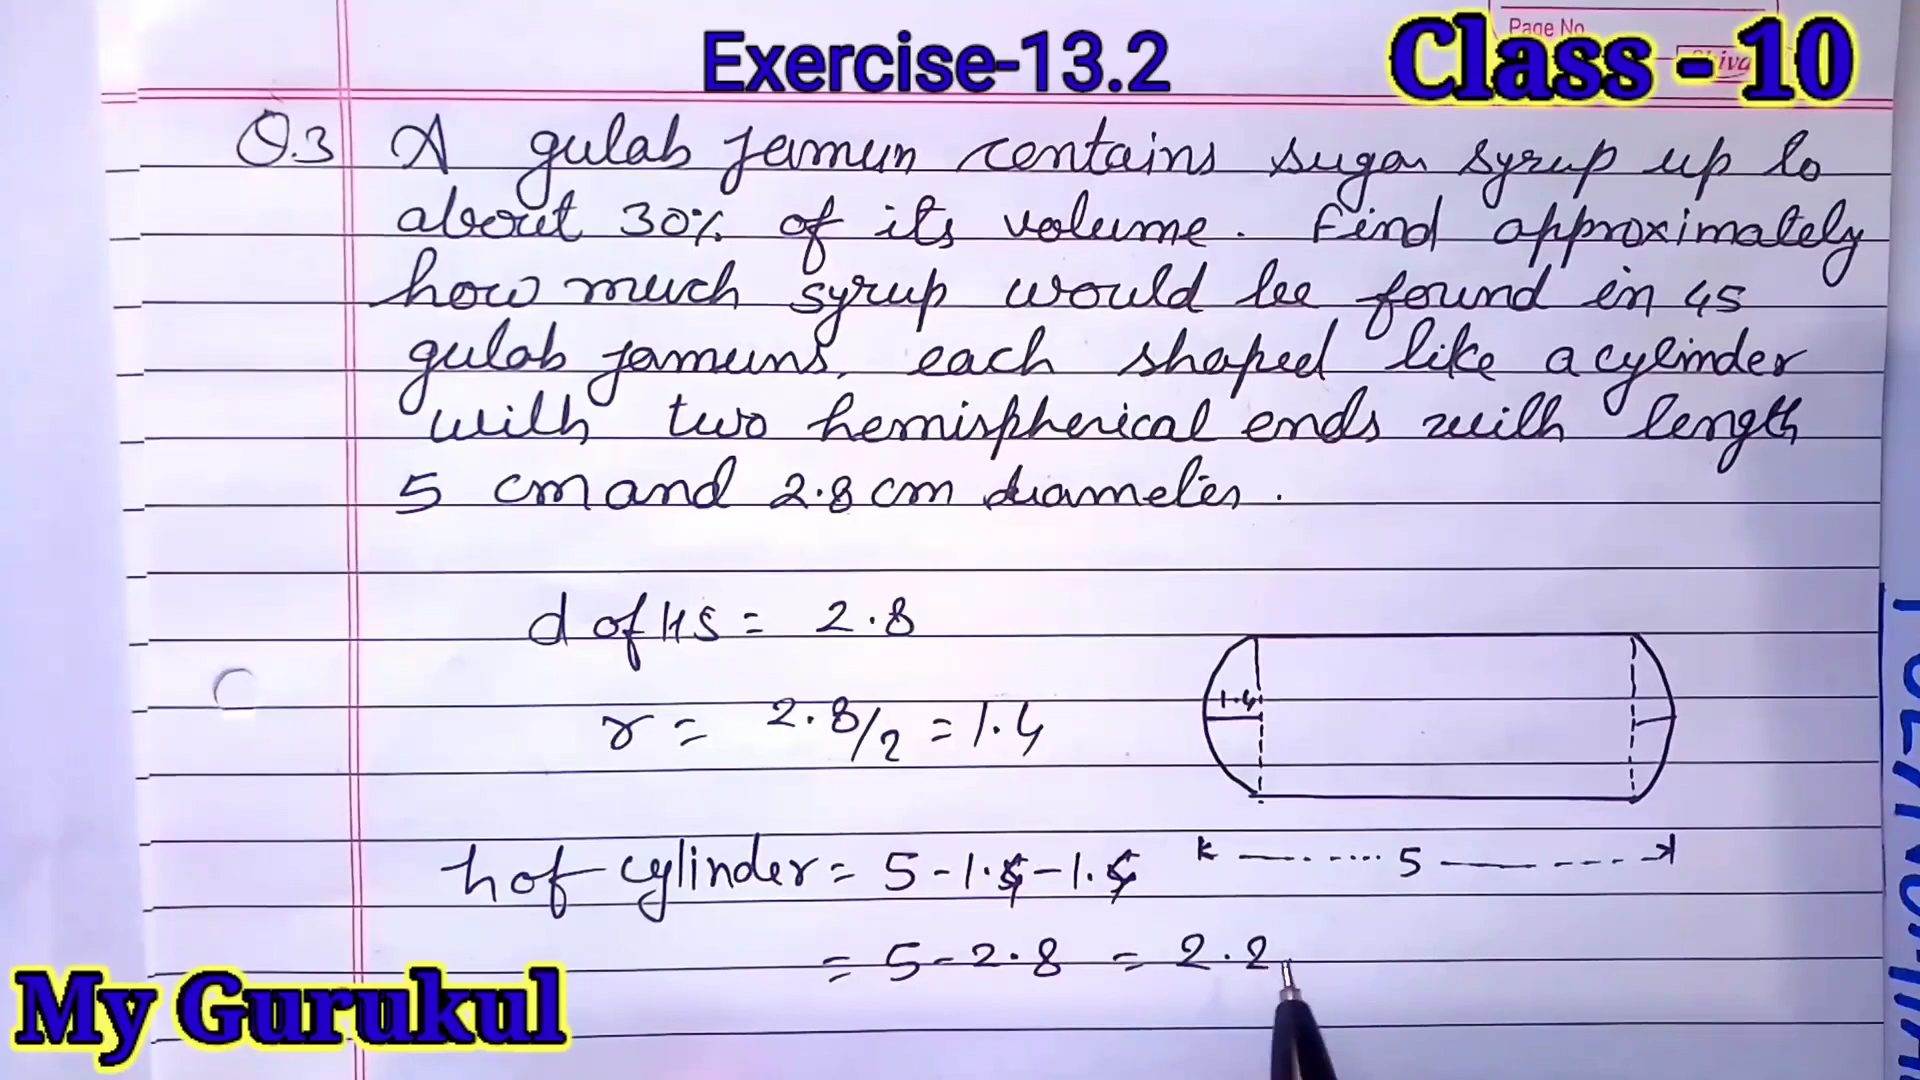 Exercise-13.2
Class - 10
Page No
Q.3 A gulab jamun contains sugar syrup up to
about 30% of its volume. Find approximately
how much syrup would be found in 45
gulab jamuns, each shaped like a cylinder
with two hemispherical ends with length
5 cm and 2.8 cm diameter.
d of HS = 2.8
r = 2.8/2 = 1.4
1.4
h of cylinder = 5 - 1.4 - 1.4
5
= 5 - 2.8 = 2.2
My Gurukul